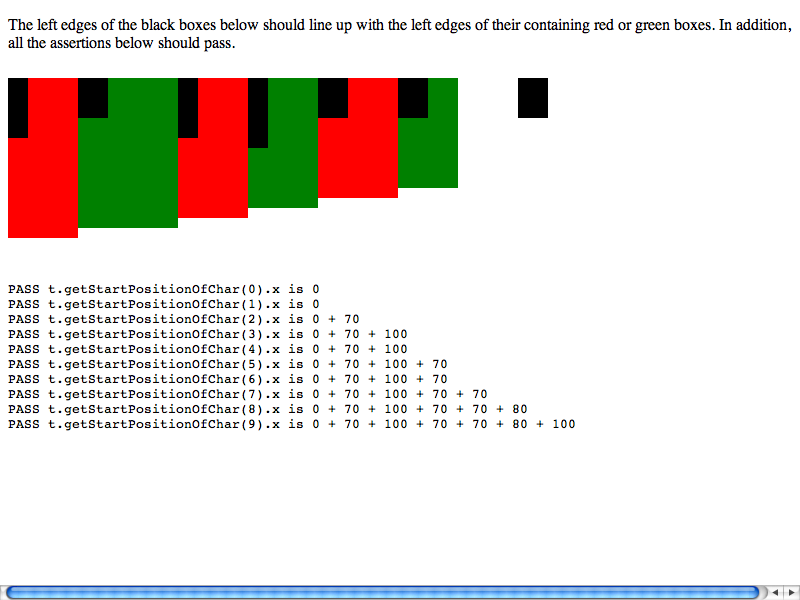 The left edges of the black boxes below should line up with the left edges of their containing red or green boxes. In addition,
all the assertions below should pass.
PASS t.getStartPositionOfChar(0).x is 0
PASS t.getStartPositionOfChar(1).x is 0
PASS t.getStartPositionOfChar(2).x is 0 + 70
PASS t.getStartPositionOfChar(3).x is 0 + 70 + 100
PASS t.getStartPositionOfChar(4).x is 0 + 70 + 100
PASS t.getStartPositionOfChar(5).x is 0 + 70 + 100 + 70
PASS t.getStartPositionOfChar(6).x is 0 + 70 + 100 + 70
PASS t.getStartPositionOfChar(7).x is 0 + 70 + 100 + 70 + 70
PASS t.getStartPositionOfChar(8).x is 0 + 70 + 100 + 70 + 70 + 80
PASS t.getStartPositionOfChar(9).x is 0 + 70 + 100 + 70 + 70 + 80 + 100